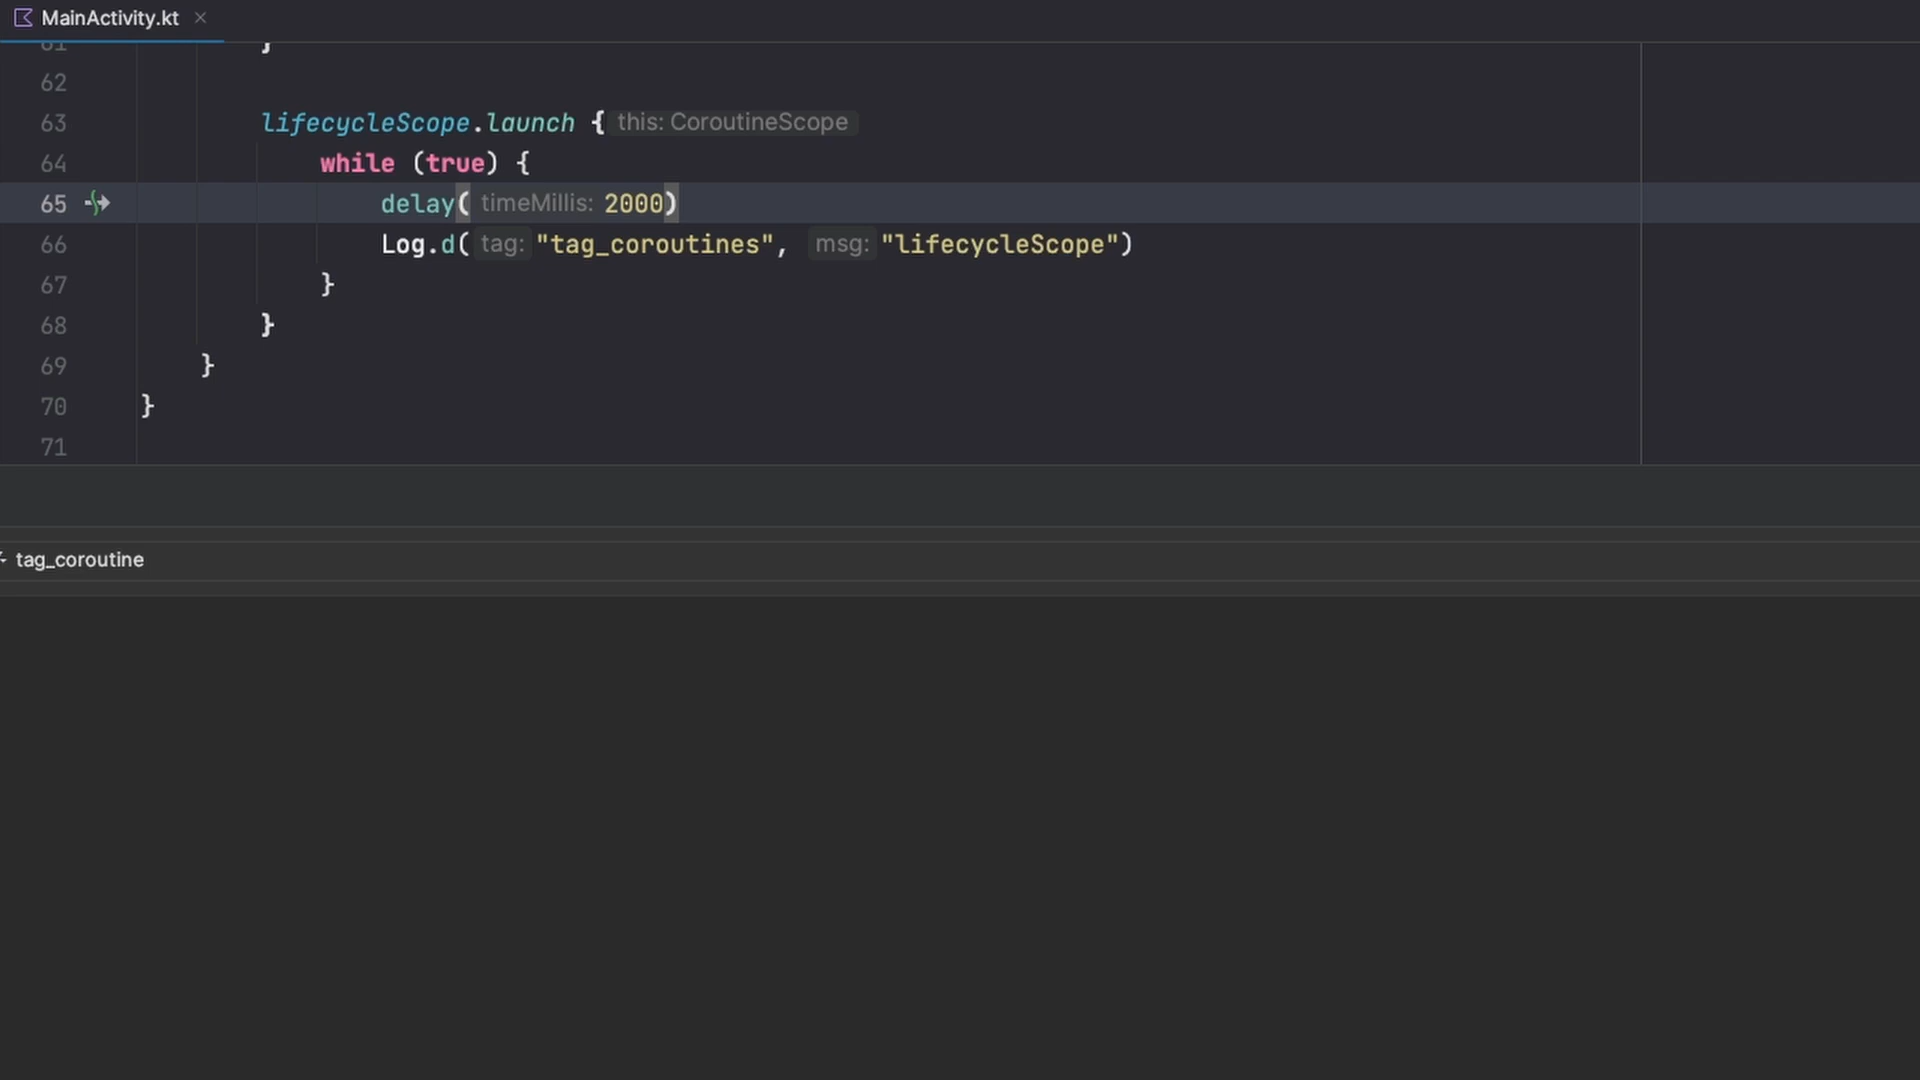 MainActivity.kt
61 }
62
63 lifecycleScope.launch { this: CoroutineScope
64 while (true) {
65 delay( timeMillis: 2000)
66 Log.d( tag: "tag_coroutines", msg: "lifecycleScope")
67 }
68 }
69 }
70 }
71
tag_coroutine